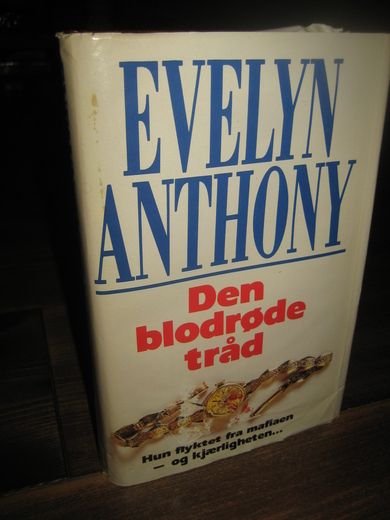 EVELYN
ANTHONY
Den
blodrøde
tråd
Hun flyktet fra mafiaen
– og kjærligheten...